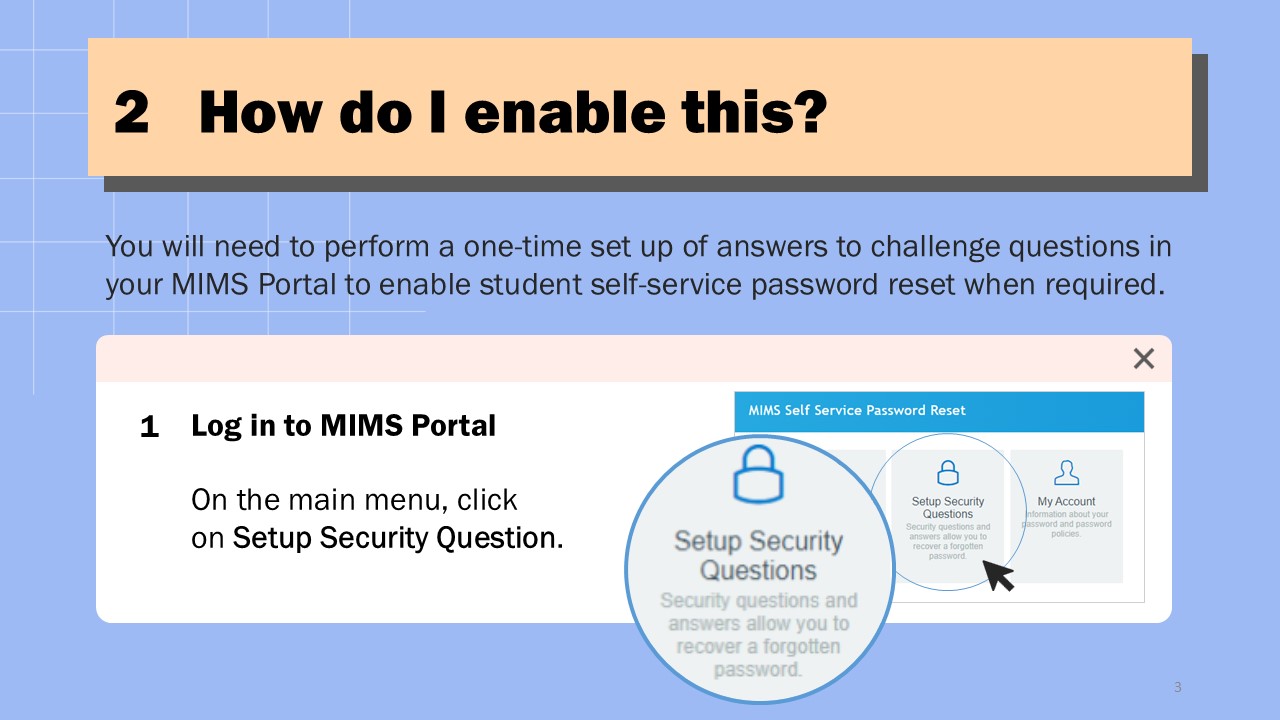 2 How do I enable this?
You will need to perform a one-time set up of answers to challenge questions in
your MIMS Portal to enable student self-service password reset when required.
1 Log in to MIMS Portal
On the main menu, click
on Setup Security Question.
MIMS Self Service Password Reset
Setup Security
Questions
Security questions and
answers allow you to
recover a forgotten
password.
My Account
Information about your
password and password
policies.
Setup Security
Questions
Security questions and
answers allow you to
recover a forgotten
password.
3